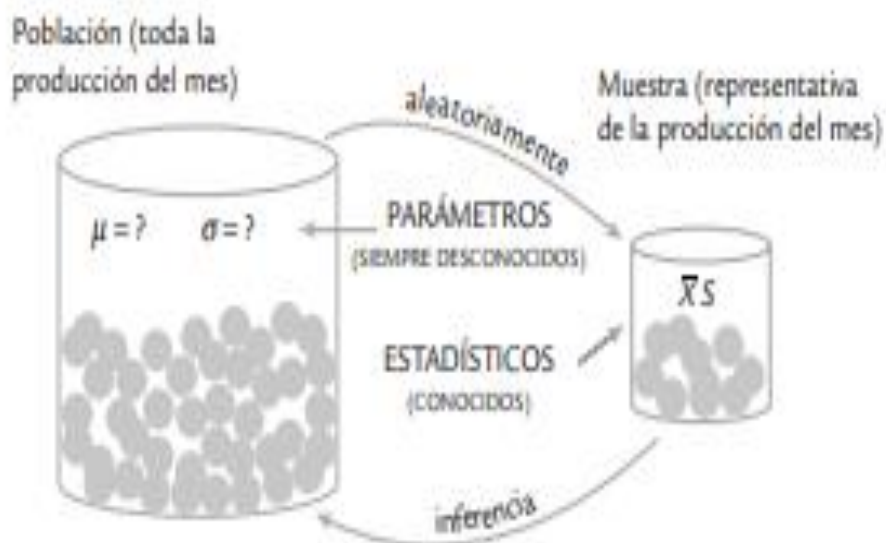 Población (toda la
producción del mes)
aleatoriamente
Muestra (representativa
de la producción del mes)
μ = ? σ = ?
PARÁMETROS
(SIEMPRE DESCONOCIDOS)
X̅ S
ESTADÍSTICOS
(CONOCIDOS)
inferencia